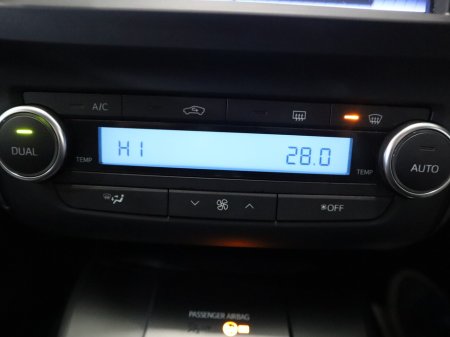 A/C
DUAL
TEMP
HI
28.0
TEMP
AUTO
OFF
PASSENGER AIRBAG